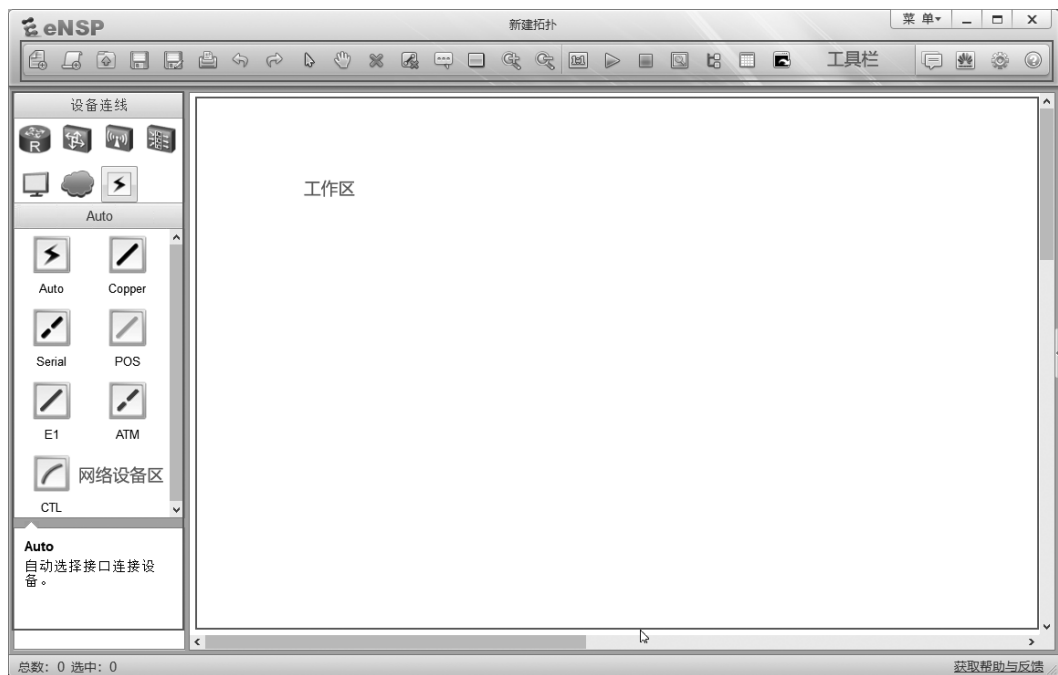 eNSP
新建拓扑
菜 单
工具栏
设备连线
R
工作区
Auto
Auto Copper
Serial POS
E1 ATM
网络设备区
CTL
Auto
自动选择接口连接设
备。
总数: 0 选中: 0
获取帮助与反馈